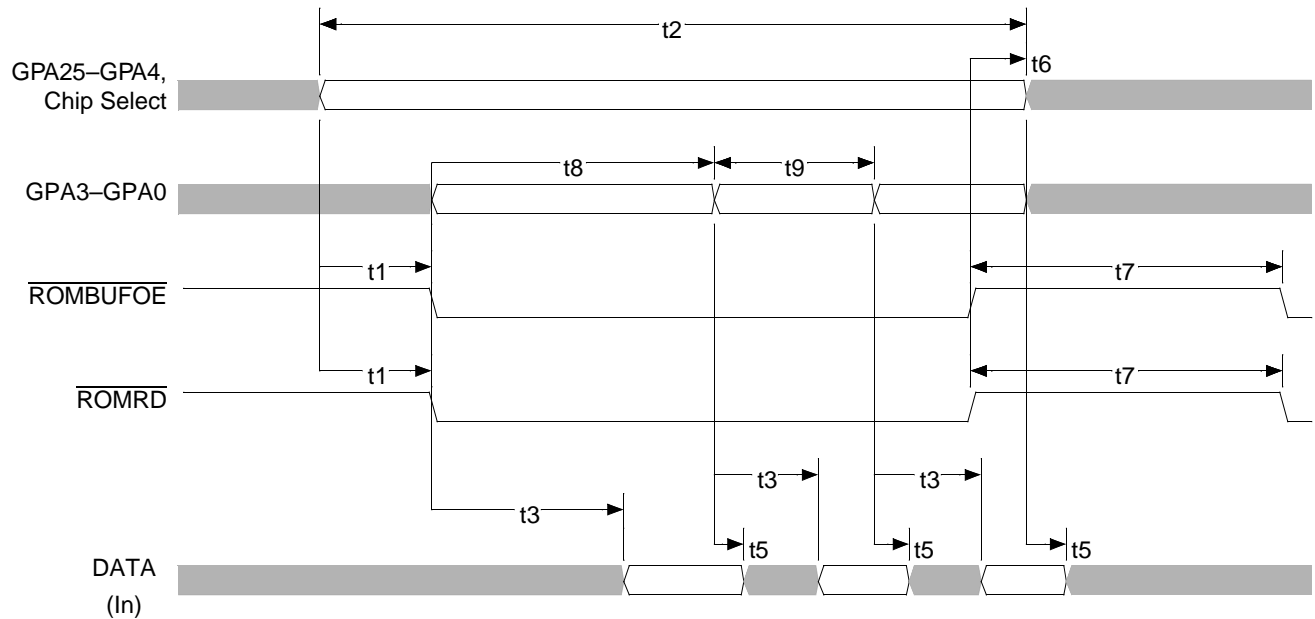 t2
GPA25–GPA4,
Chip Select
t6
t8
t9
GPA3–GPA0
t1
t7
ROMBUFOE
t1
t7
ROMRD
t3
t3
t3
t5
t5
t5
DATA
(In)